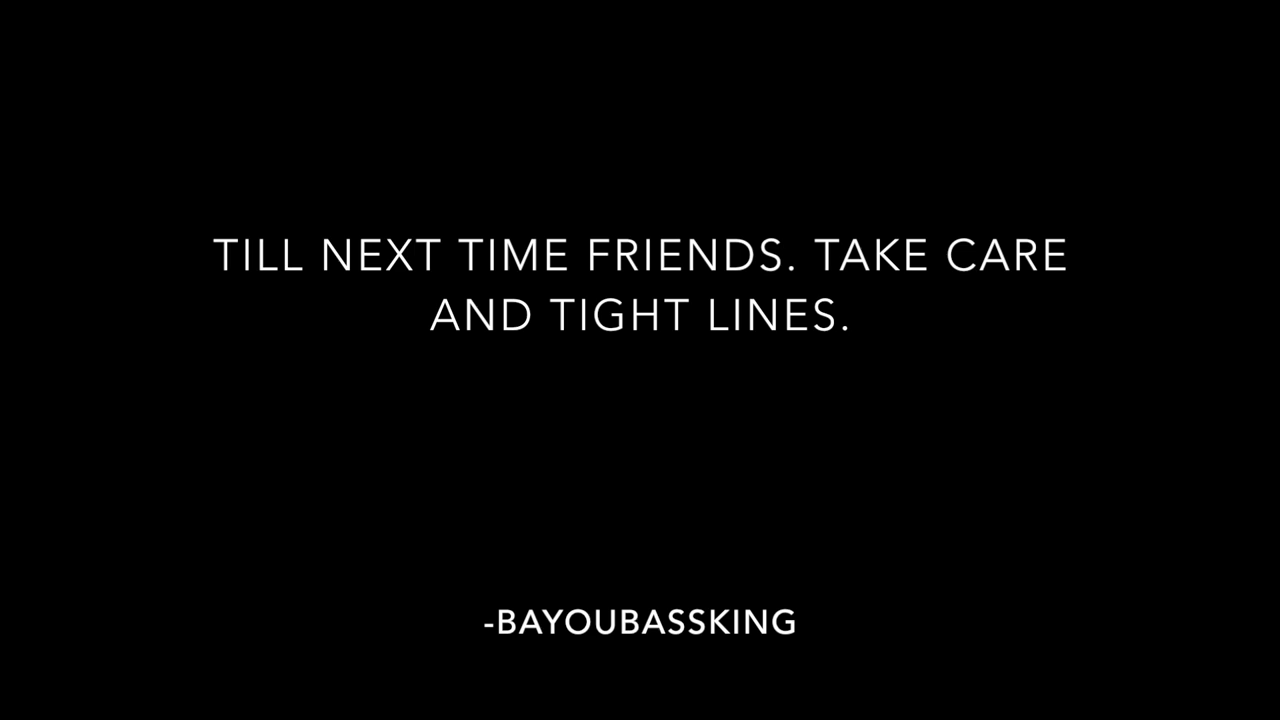 TILL NEXT TIME FRIENDS. TAKE CARE
AND TIGHT LINES.
-BAYOUBASSKING